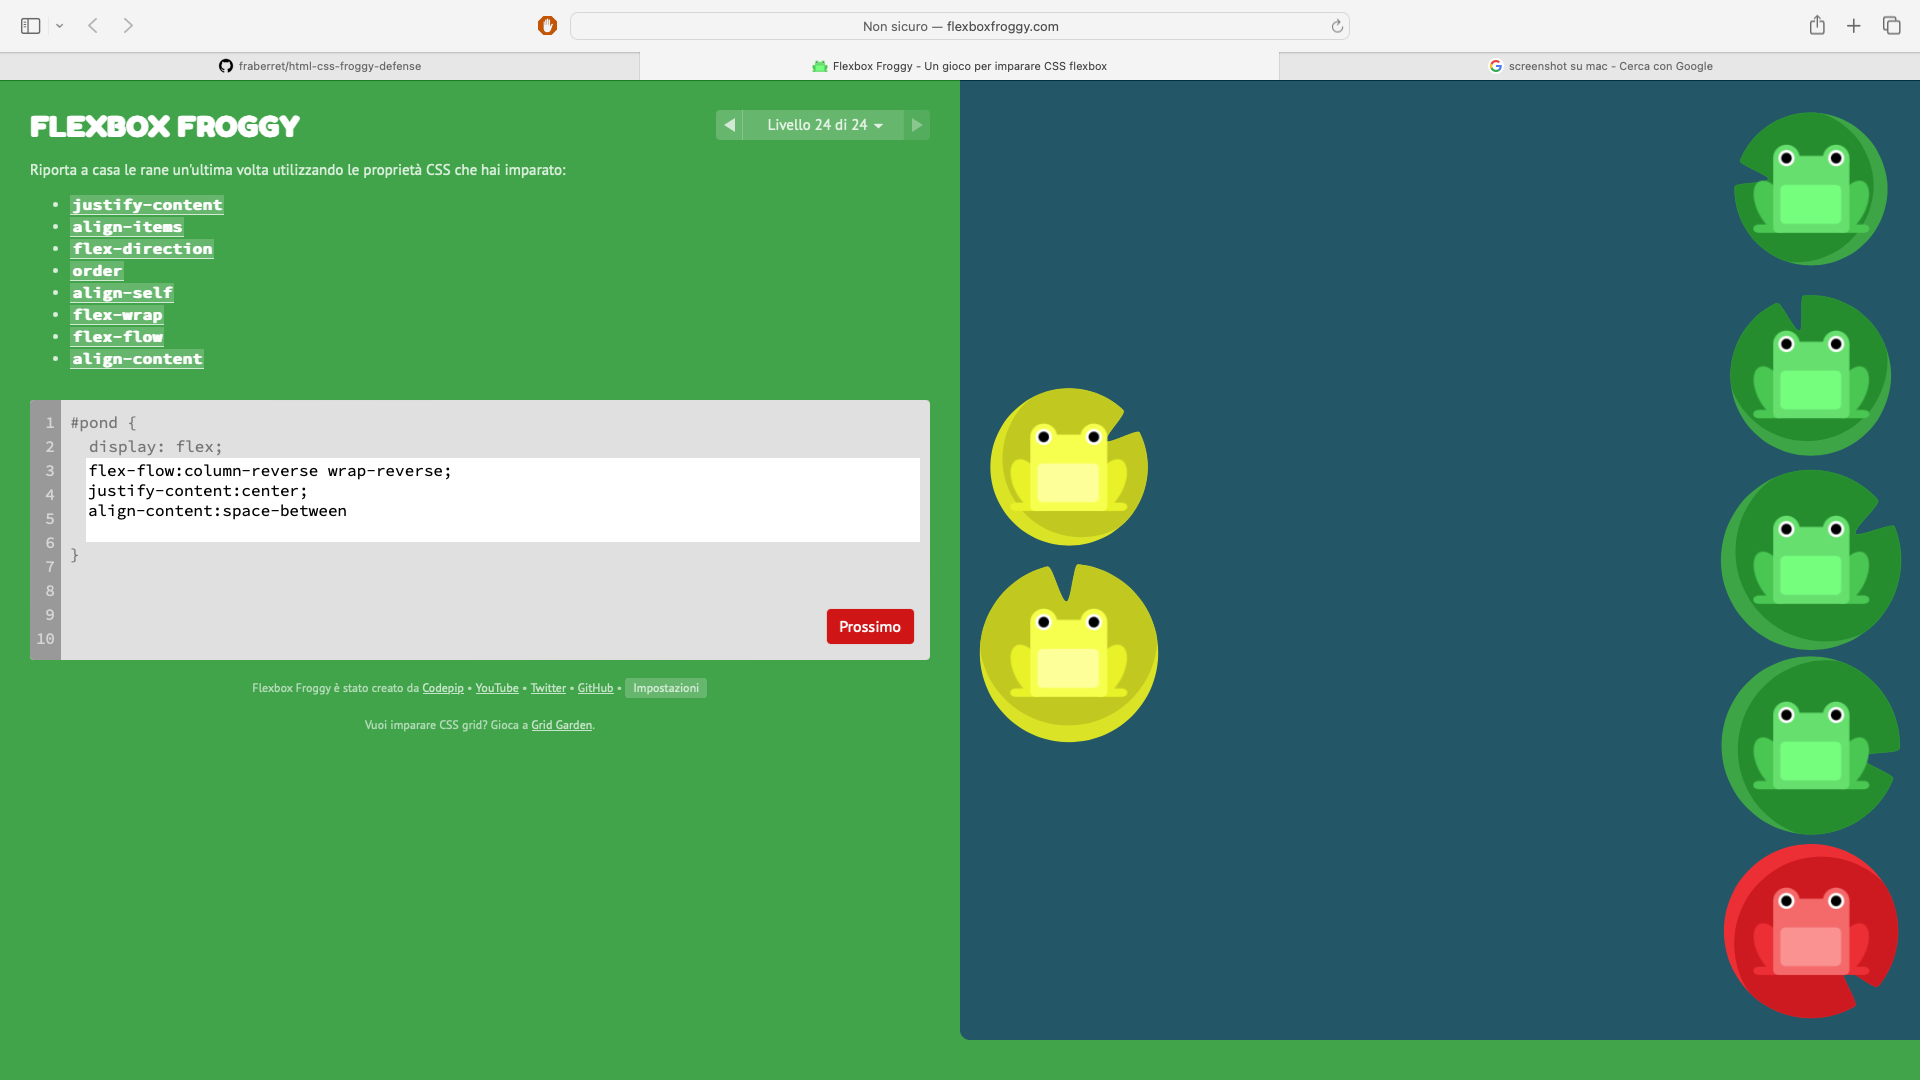 Non sicuro — flexboxfroggy.com
fraberret/html-css-froggy-defense
Flexbox Froggy - Un gioco per imparare CSS flexbox
screenshot su mac - Cerca con Google
FLEXBOX FROGGY
Livello 24 di 24
Riporta a casa le rane un'ultima volta utilizzando le proprietà CSS che hai imparato:
justify-content
align-items
flex-direction
order
align-self
flex-wrap
flex-flow
align-content
1 #pond {
2 display: flex;
3 flex-flow:column-reverse wrap-reverse;
4 justify-content:center;
5 align-content:space-between
6
7 }
8
9
10
Prossimo
Flexbox Froggy è stato creato da Codepip • YouTube • Twitter • GitHub • Impostazioni
Vuoi imparare CSS grid? Gioca a Grid Garden.